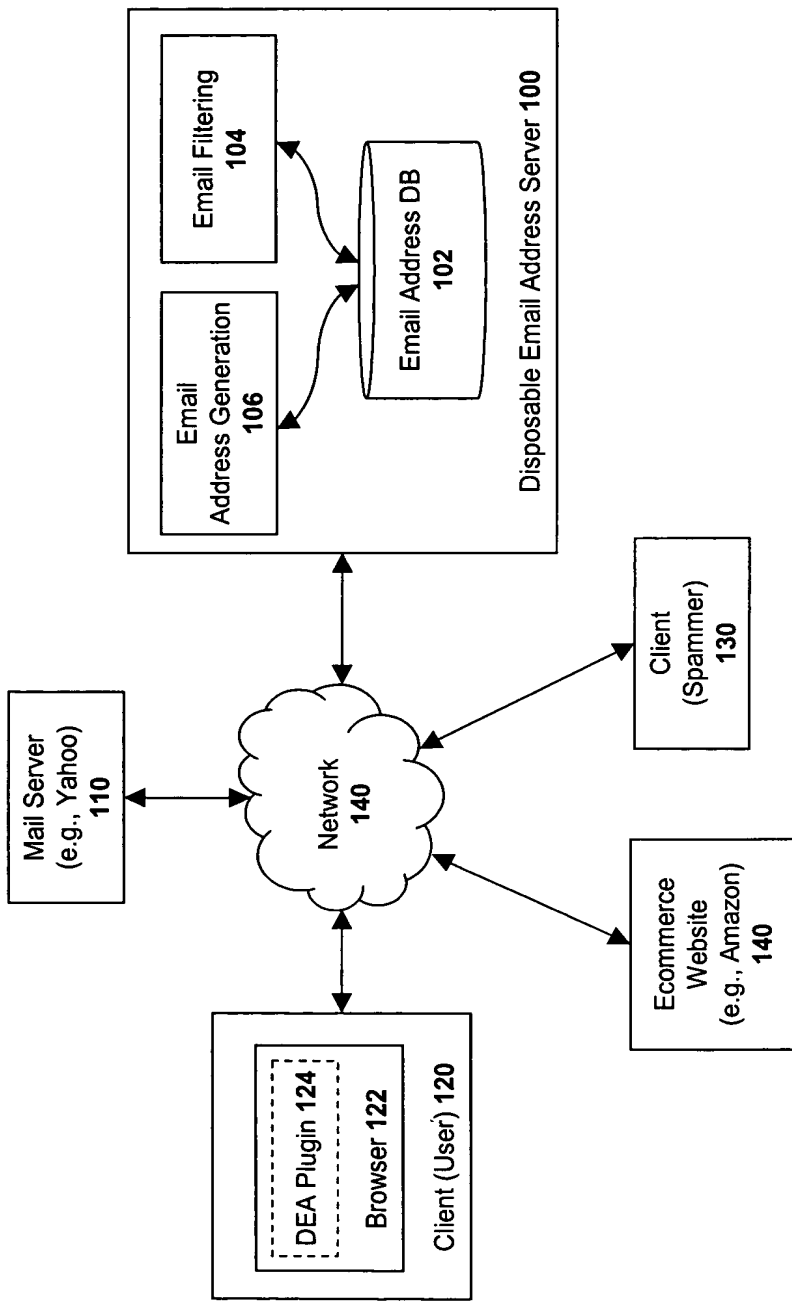 Mail Server
(e.g., Yahoo)
110
DEA Plugin 124
Browser 122
Client (User) 120
Network
140
Email
Address Generation
106
Email Filtering
104
Email Address DB
102
Disposable Email Address Server 100
Ecommerce
Website
(e.g., Amazon)
140
Client
(Spammer)
130